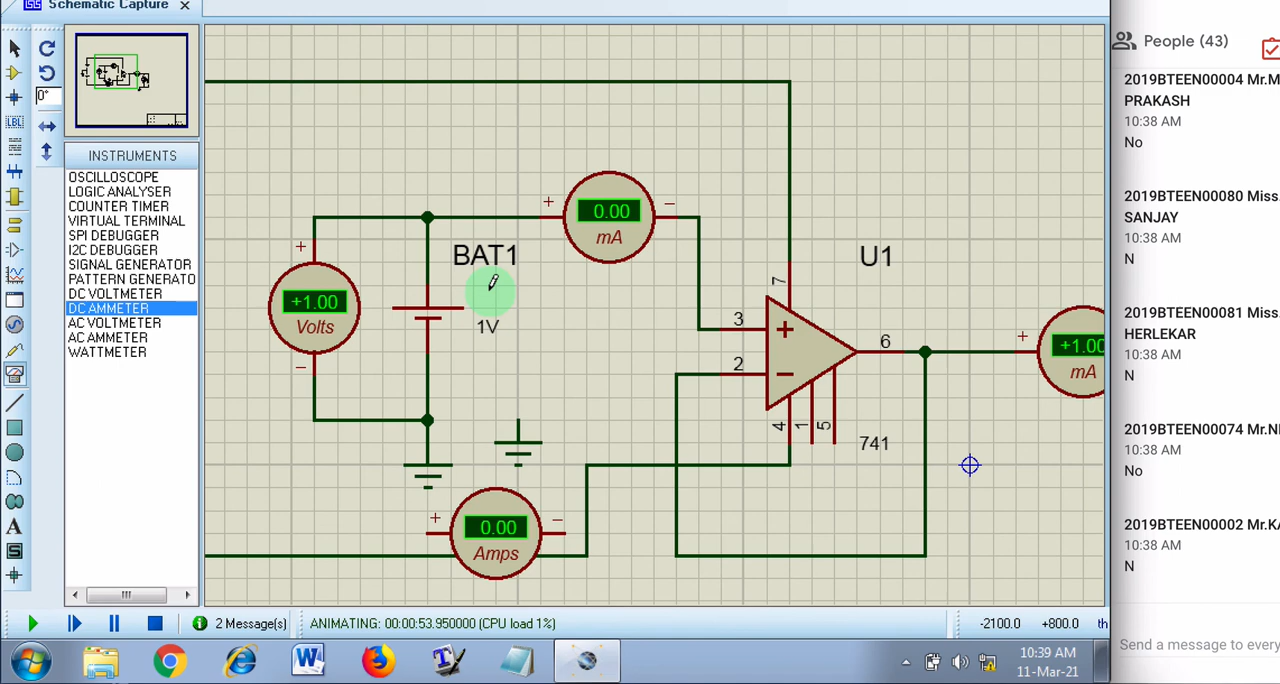 Schematic Capture
0°
LBL
INSTRUMENTS
OSCILLOSCOPE
LOGIC ANALYSER
COUNTER TIMER
VIRTUAL TERMINAL
SPI DEBUGGER
I2C DEBUGGER
SIGNAL GENERATOR
PATTERN GENERATO
DC VOLTMETER
DC AMMETER
AC VOLTMETER
AC AMMETER
WATTMETER
A
S
+
+1.00
Volts
−
BAT1
1V
+
0.00
mA
−
U1
7
3
+
2
−
6
4
1
5
741
+
+1.00
mA
+
0.00
Amps
−
2 Message(s)
ANIMATING: 00:00:53.950000 (CPU load 1%)
-2100.0
+800.0
th
10:39 AM
11-Mar-21
People (43)
2019BTEEN00004 Mr.M
PRAKASH
10:38 AM
No
2019BTEEN00080 Miss.
SANJAY
10:38 AM
N
2019BTEEN00081 Miss.
HERLEKAR
10:38 AM
N
2019BTEEN00074 Mr.NI
10:38 AM
No
2019BTEEN00002 Mr.KA
10:38 AM
N
Send a message to every